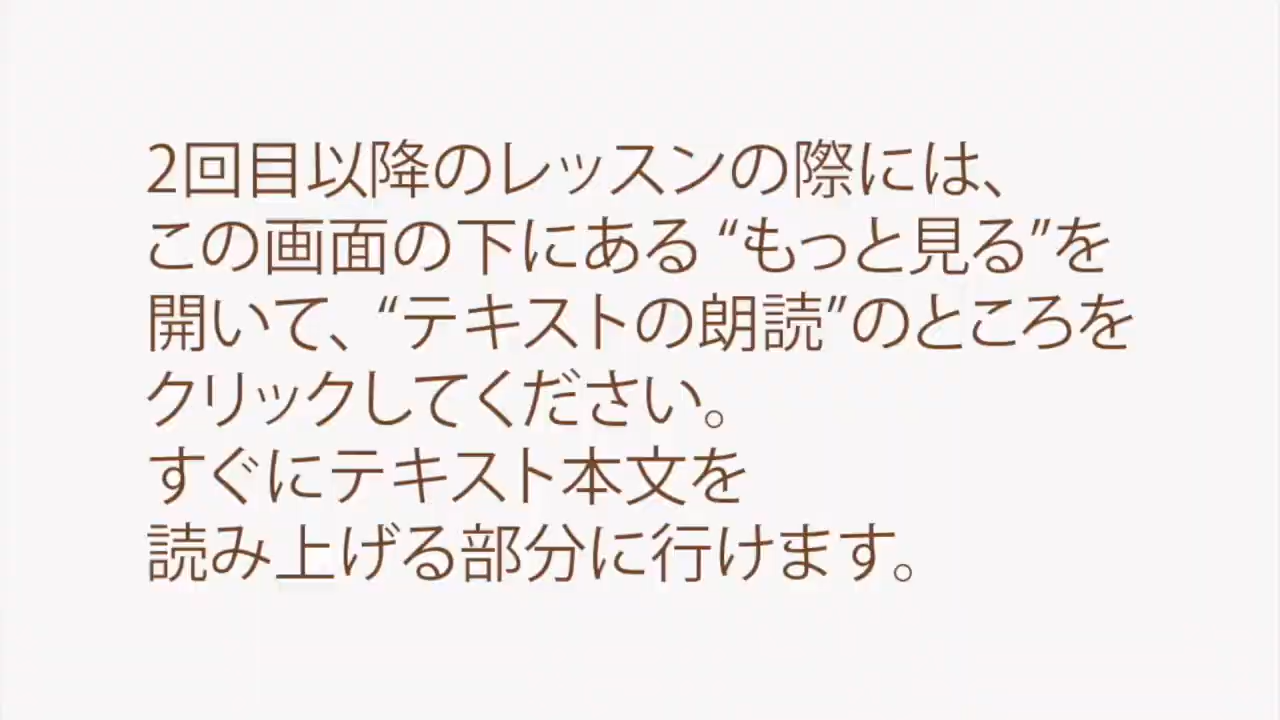 2回目以降のレッスンの際には、
この画面の下にある “もっと見る”を
開いて、“テキストの朗読”のところを
クリックしてください。
すぐにテキスト本文を
読み上げる部分に行けます。